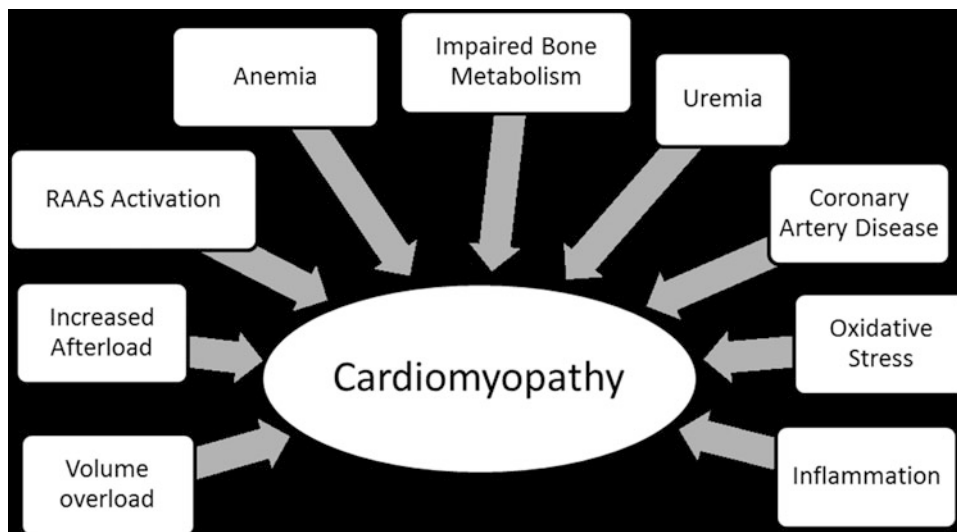 Impaired Bone
Metabolism
Anemia
Uremia
RAAS Activation
Coronary
Artery Disease
Increased
Afterload
Oxidative
Stress
Cardiomyopathy
Volume
overload
Inflammation